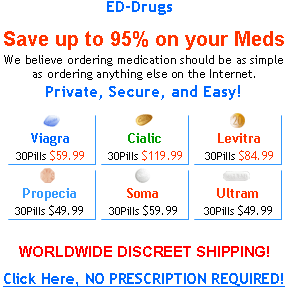 ED-Drugs
Save up to 95% on your Meds
We believe ordering medication should be as simple
as ordering anything else on the Internet.
Private, Secure, and Easy!
Viagra Cialic Levitra
30Pills $59.99 30Pills $119.99 30Pills $84.99
Propecia Soma Ultram
30Pills $49.99 30Pills $59.99 30Pills $49.99
WORLDWIDE DISCREET SHIPPING!
Click Here, NO PRESCRIPTION REQUIRED!